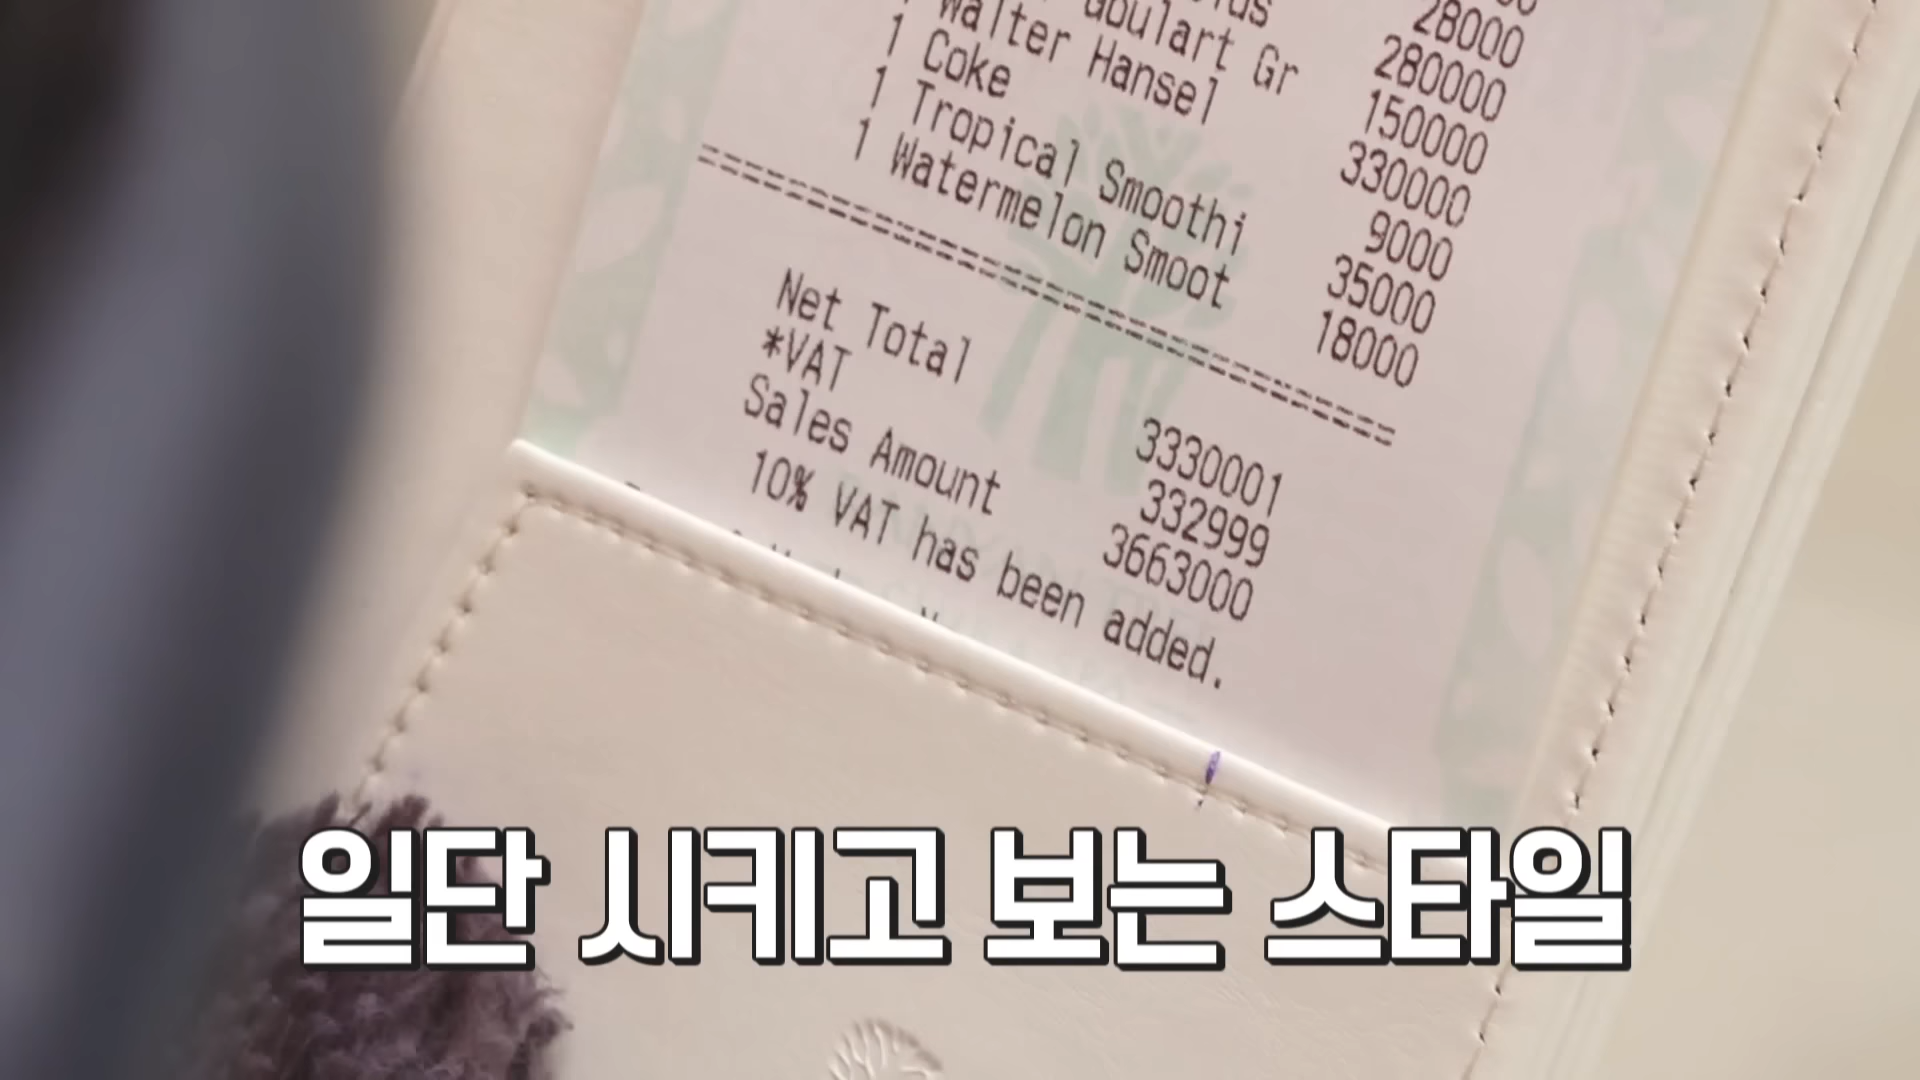 28000
280000
Goulart Gr 150000
Walter Hansel 330000
1 Coke 9000
1 Tropical Smoothi 35000
1 Watermelon Smoot 18000
Net Total 3330001
*VAT 332999
Sales Amount 3663000
10% VAT has been added.
일단 시키고 보는 스타일